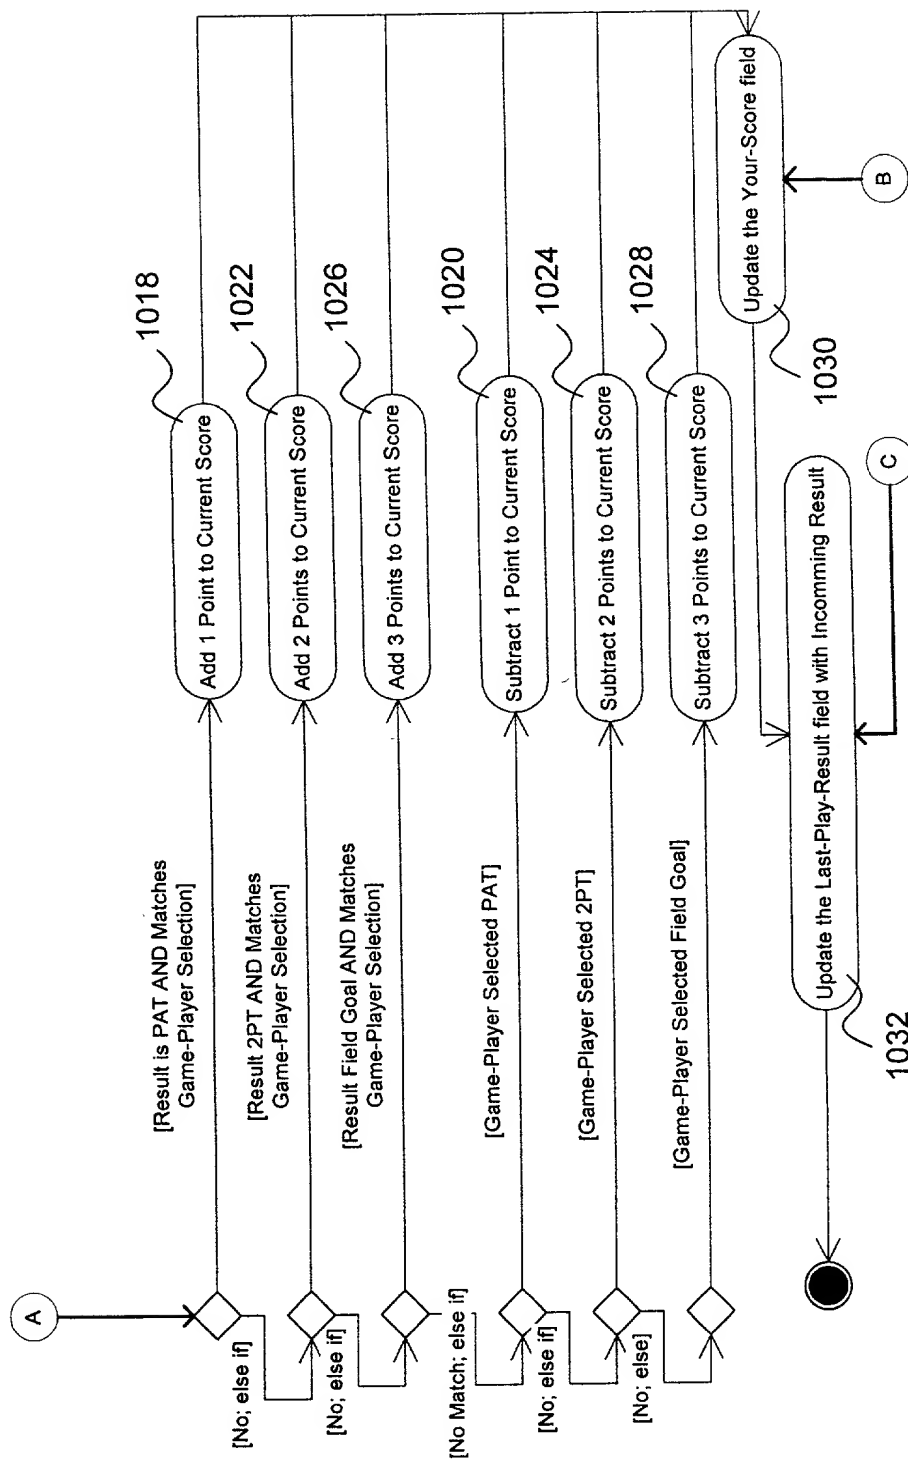 A
[Result is PAT AND Matches
Game-Player Selection]
Add 1 Point to Current Score
1018
[No; else if]
[Result 2PT AND Matches
Game-Player Selection]
Add 2 Points to Current Score
1022
[No; else if]
[Result Field Goal AND Matches
Game-Player Selection]
Add 3 Points to Current Score
1026
[No Match; else if]
[Game-Player Selected PAT]
Subtract 1 Point to Current Score
1020
[No; else if]
[Game-Player Selected 2PT]
Subtract 2 Points to Current Score
1024
[No; else]
[Game-Player Selected Field Goal]
Subtract 3 Points to Current Score
1028
Update the Your-Score field
1030
B
Update the Last-Play-Result field with Incomming Result
1032
C